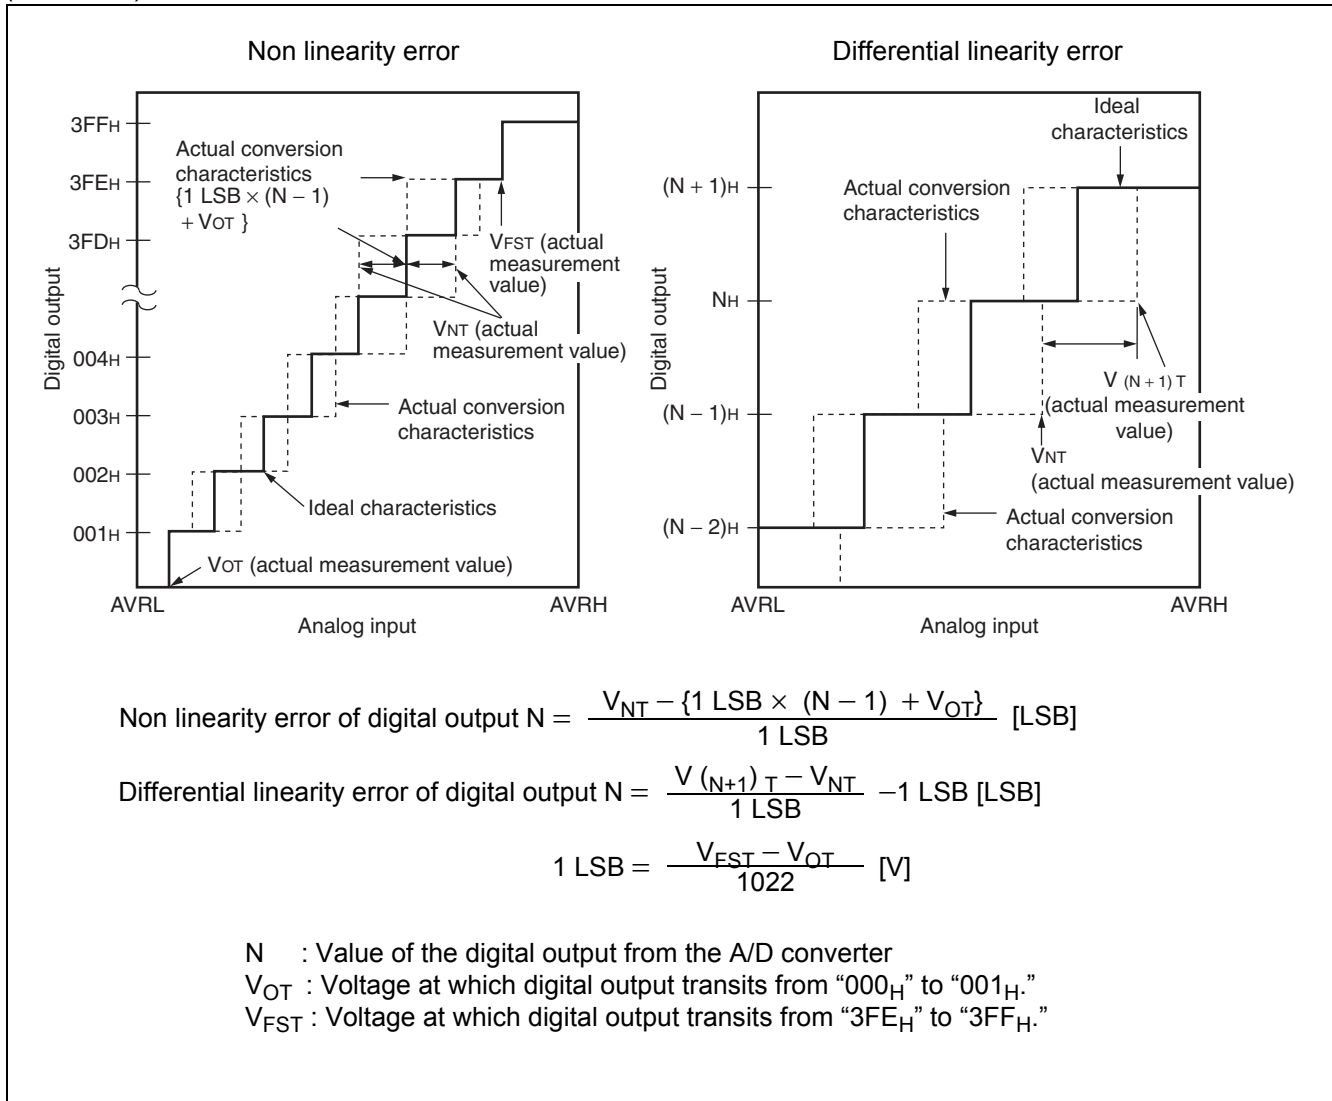 Non linearity error
3FFH
3FEH
3FDH
004H
003H
002H
001H
Digital output
Actual conversion
characteristics
{1 LSB × (N − 1)
+ VOT }
VFST (actual
measurement
value)
VNT (actual
measurement value)
Actual conversion
characteristics
Ideal characteristics
VOT (actual measurement value)
AVRL
AVRH
Analog input
Differential linearity error
(N + 1)H
NH
(N − 1)H
(N − 2)H
Digital output
Ideal
characteristics
Actual conversion
characteristics
V (N + 1) T
(actual measurement
value)
VNT
(actual measurement value)
Actual conversion
characteristics
AVRL
AVRH
Analog input
Non linearity error of digital output N = VNT − {1 LSB × (N − 1) + VOT} / 1 LSB [LSB]
Differential linearity error of digital output N = V (N+1) T − VNT / 1 LSB −1 LSB [LSB]
1 LSB = VFST − VOT / 1022 [V]
N : Value of the digital output from the A/D converter
VOT : Voltage at which digital output transits from “000H” to “001H.”
VFST : Voltage at which digital output transits from “3FEH” to “3FFH.”